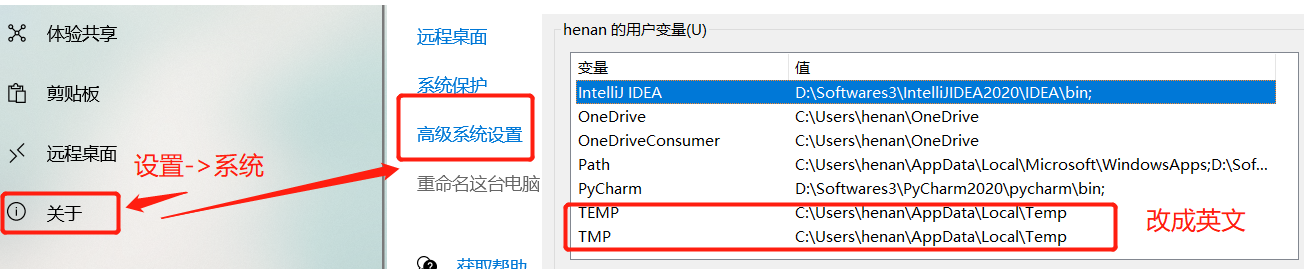 体验共享
剪贴板
远程桌面
设置->系统
关于
远程桌面
系统保护
高级系统设置
重命名这台电脑
获取帮助
henan 的用户变量(U)
变量 值
IntelliJ IDEA D:\Softwares3\IntelliJIDEA2020\IDEA\bin;
OneDrive C:\Users\henan\OneDrive
OneDriveConsumer C:\Users\henan\OneDrive
Path C:\Users\henan\AppData\Local\Microsoft\WindowsApps;D:\Sof...
PyCharm D:\Softwares3\PyCharm2020\pycharm\bin;
TEMP C:\Users\henan\AppData\Local\Temp
TMP C:\Users\henan\AppData\Local\Temp
改成英文